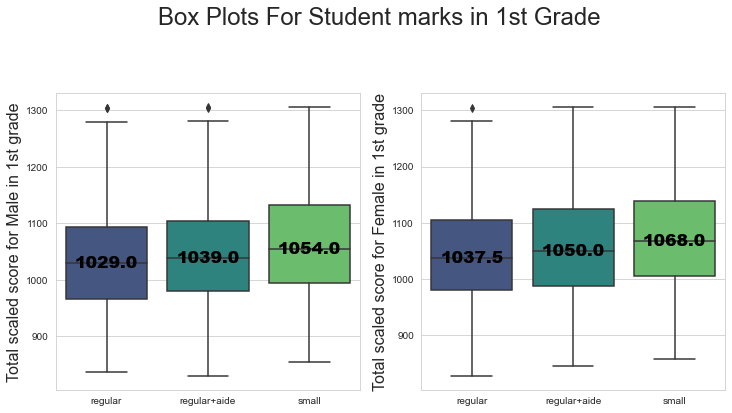 Box Plots For Student marks in 1st Grade
Total scaled score for Male in 1st grade
1300
1200
1100
1000
900
1029.0
1039.0
1054.0
regular
regular+aide
small
Total scaled score for Female in 1st grade
1300
1200
1100
1000
900
1037.5
1050.0
1068.0
regular
regular+aide
small